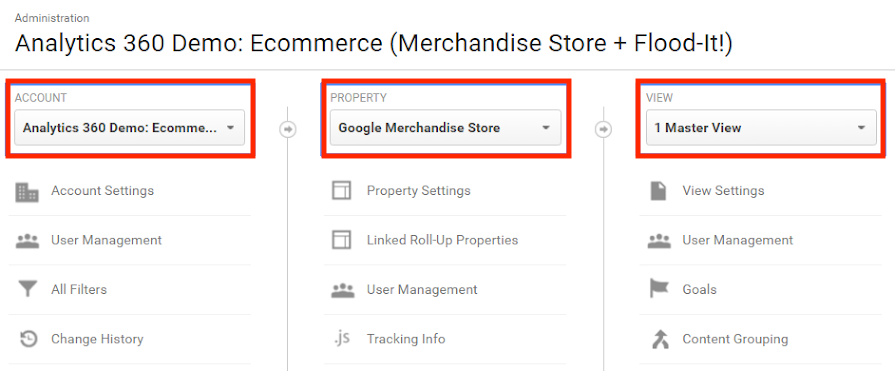 Administration
Analytics 360 Demo: Ecommerce (Merchandise Store + Flood-It!)
ACCOUNT
Analytics 360 Demo: Ecomme...
Account Settings
User Management
All Filters
Change History
PROPERTY
Google Merchandise Store
Property Settings
Linked Roll-Up Properties
User Management
.js Tracking Info
VIEW
1 Master View
View Settings
User Management
Goals
Content Grouping